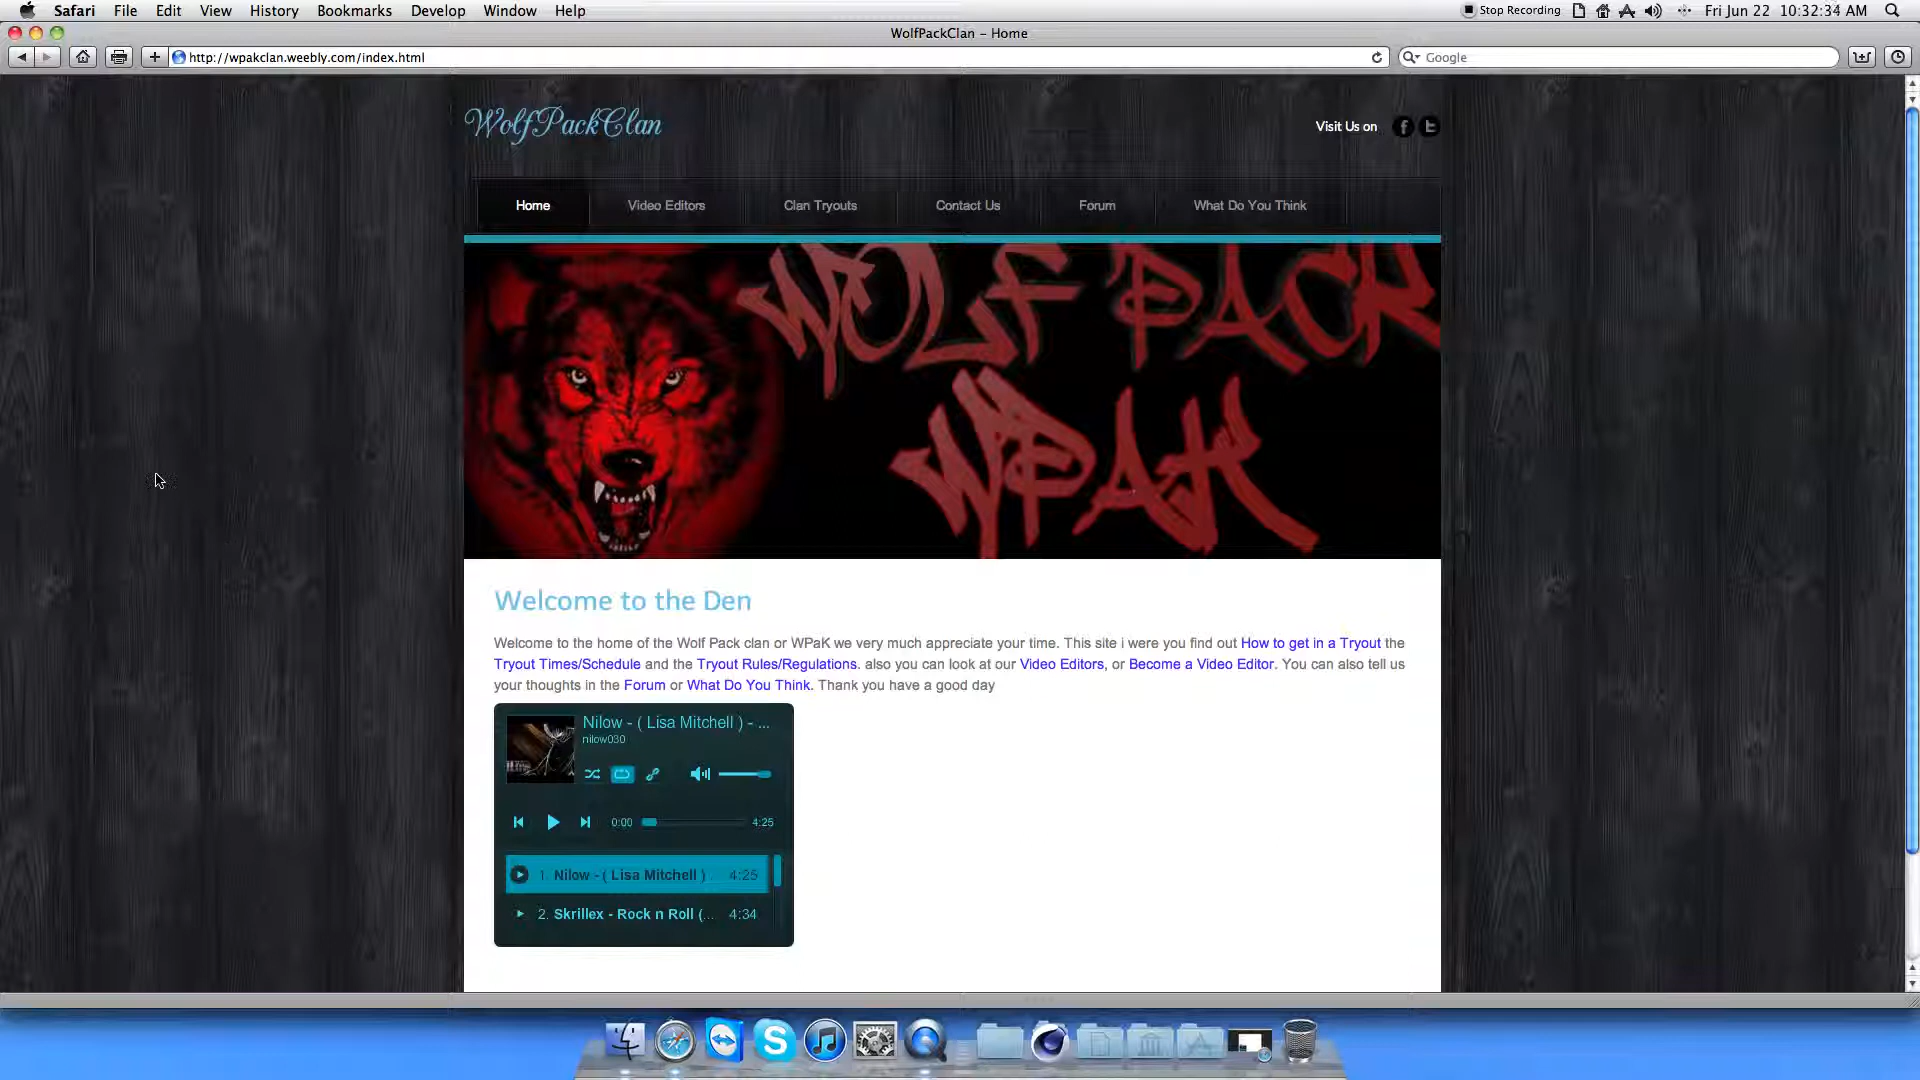 Safari File Edit View History Bookmarks Develop Window Help Stop Recording Fri Jun 22 10:32:34 AM
WolfPackClan – Home
http://wpakclan.weebly.com/index.html Google
WolfPackClan Visit Us on
Home Video Editors Clan Tryouts Contact Us Forum What Do You Think
WOLF PACK
WPAK
Welcome to the Den
Welcome to the home of the Wolf Pack clan or WPaK we very much appreciate your time. This site i were you find out How to get in a Tryout the
Tryout Times/Schedule and the Tryout Rules/Regulations. also you can look at our Video Editors, or Become a Video Editor. You can also tell us
your thoughts in the Forum or What Do You Think. Thank you have a good day
Nilow - ( Lisa Mitchell ) - ...
nilow030
0:00 4:25
1. Nilow - ( Lisa Mitchell ) ... 4:25
2. Skrillex - Rock n Roll (... 4:34